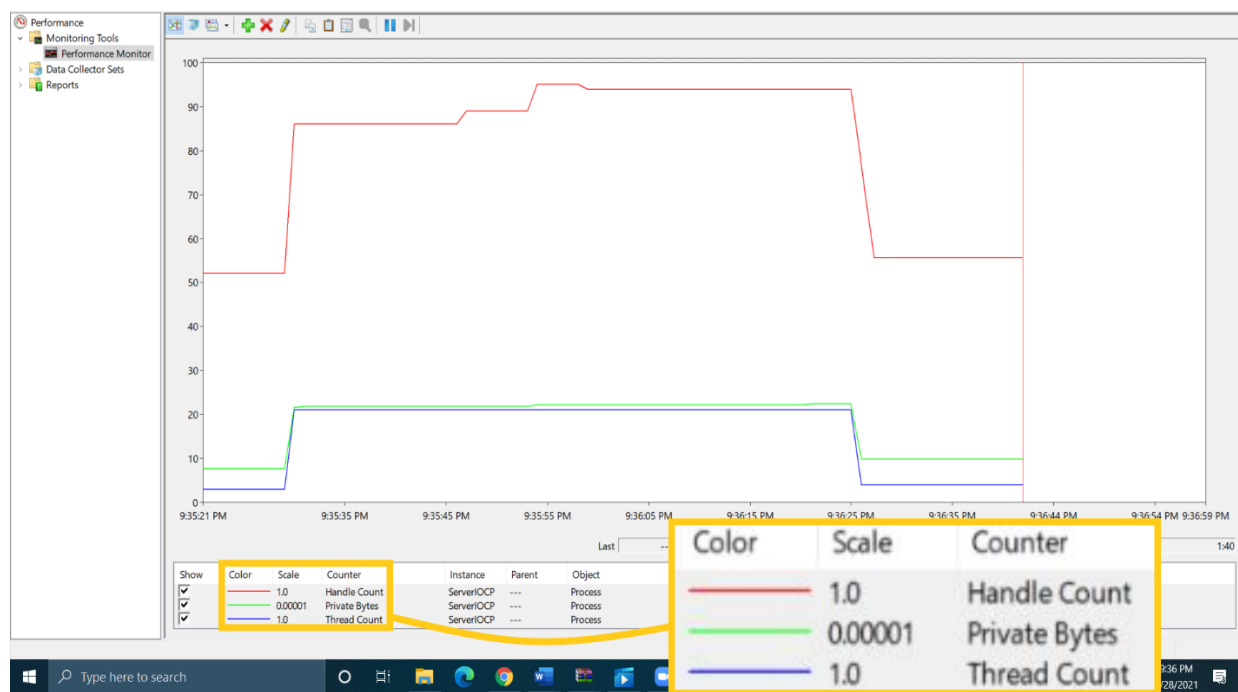 Performance
Monitoring Tools
Performance Monitor
Data Collector Sets
Reports
100
90
80
70
60
50
40
30
20
10
0
9:35:21 PM 9:35:35 PM 9:35:45 PM 9:35:55 PM 9:36:05 PM 9:36:15 PM 9:36:25 PM 9:36:35 PM 9:36:44 PM 9:36:54 PM 9:36:59 PM
Last -- 1:40
Show Color Scale Counter Instance Parent Object
1.0 Handle Count ServerIOCP --- Process
0.00001 Private Bytes ServerIOCP --- Process
1.0 Thread Count ServerIOCP --- Process
Color Scale Counter
1.0 Handle Count
0.00001 Private Bytes
1.0 Thread Count
Type here to search
9:36 PM
/28/2021